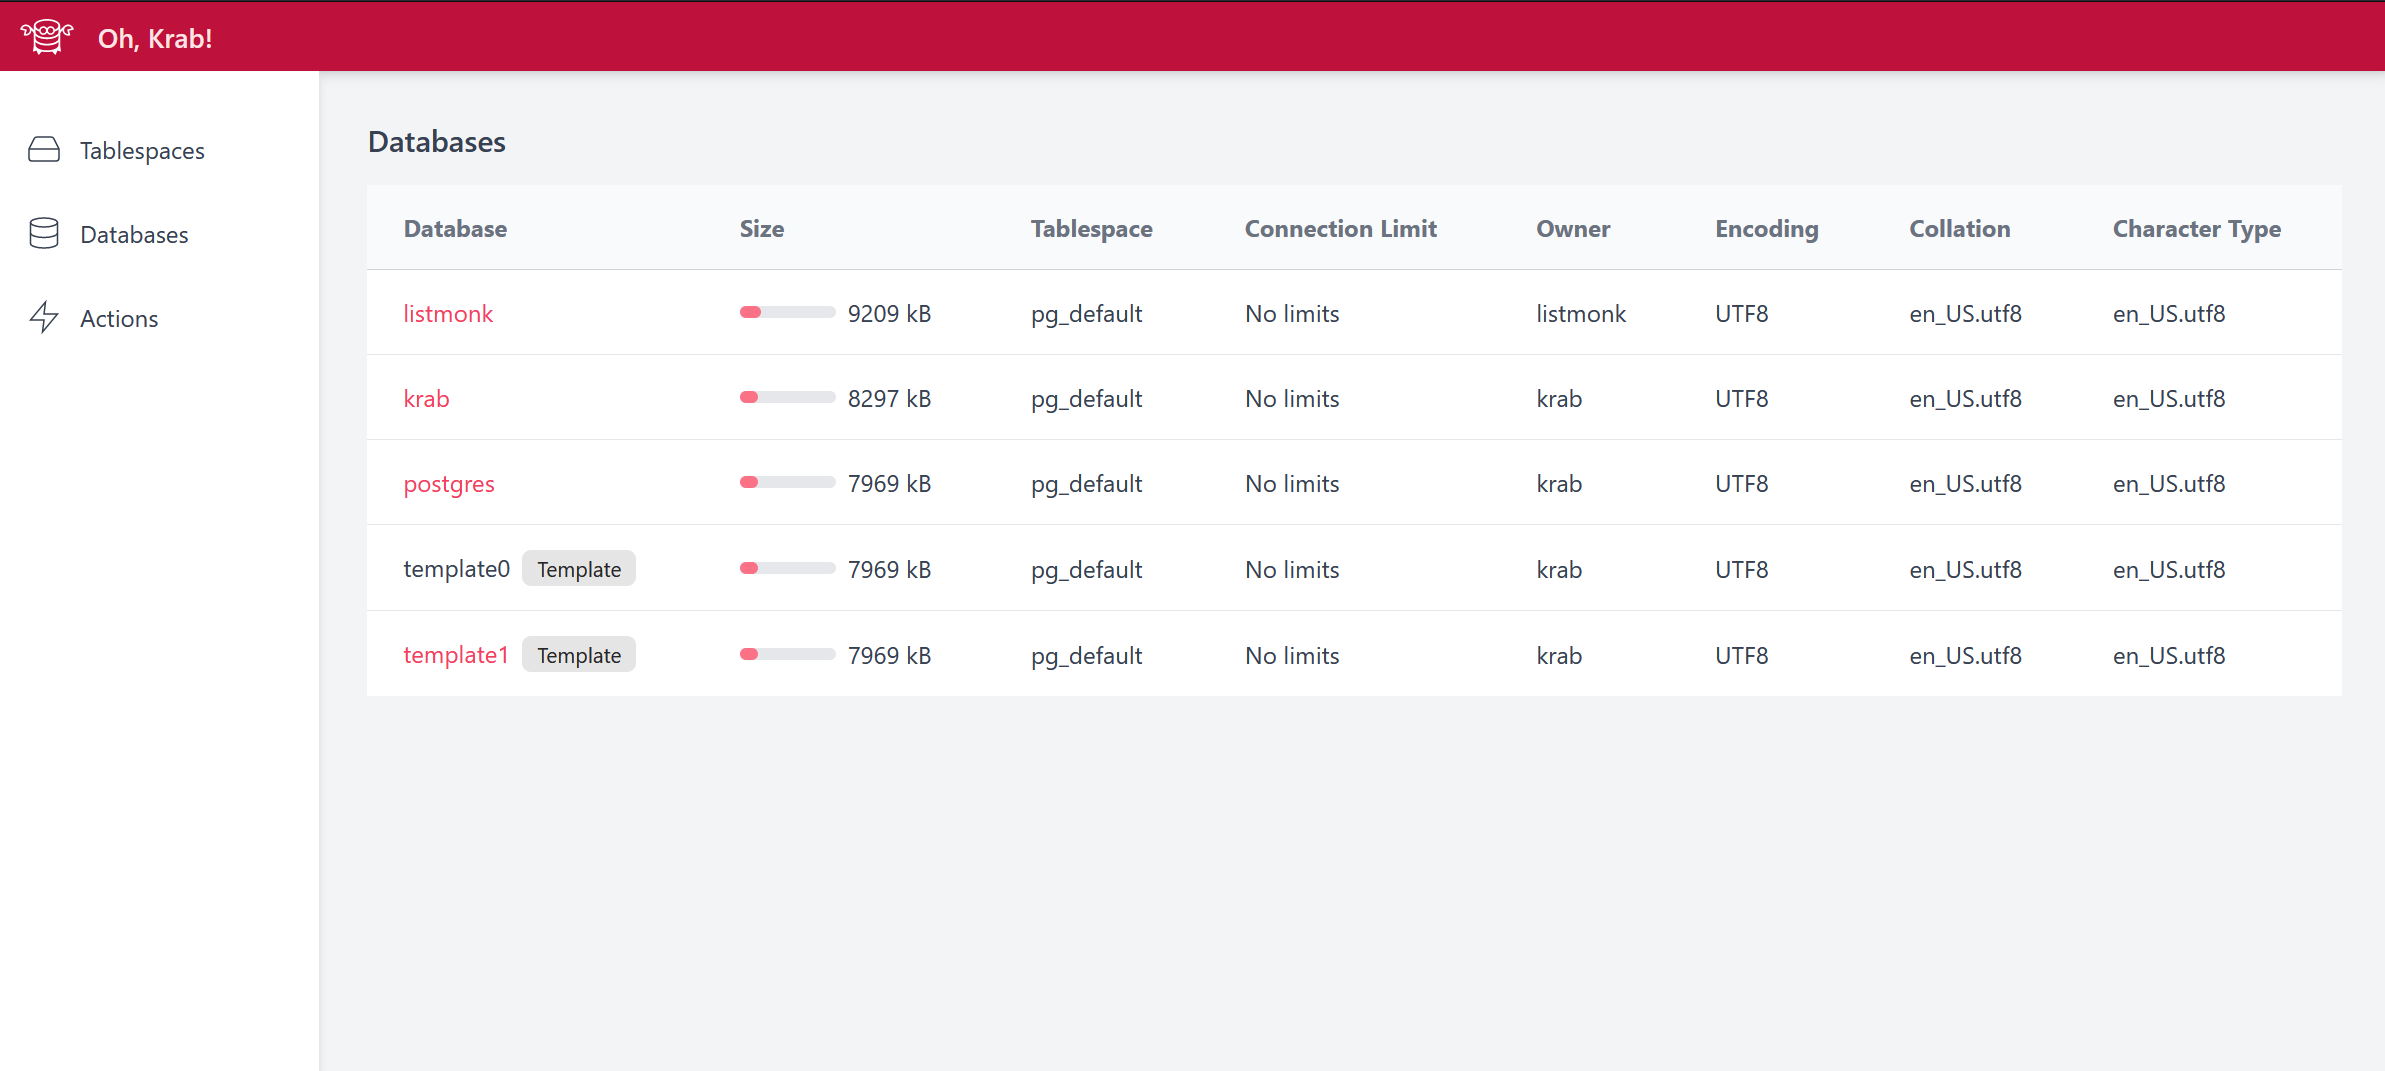 Oh, Krab!
Tablespaces
Databases
Actions
Databases
Database Size Tablespace Connection Limit Owner Encoding Collation Character Type
listmonk 9209 kB pg_default No limits listmonk UTF8 en_US.utf8 en_US.utf8
krab 8297 kB pg_default No limits krab UTF8 en_US.utf8 en_US.utf8
postgres 7969 kB pg_default No limits krab UTF8 en_US.utf8 en_US.utf8
template0 Template 7969 kB pg_default No limits krab UTF8 en_US.utf8 en_US.utf8
template1 Template 7969 kB pg_default No limits krab UTF8 en_US.utf8 en_US.utf8